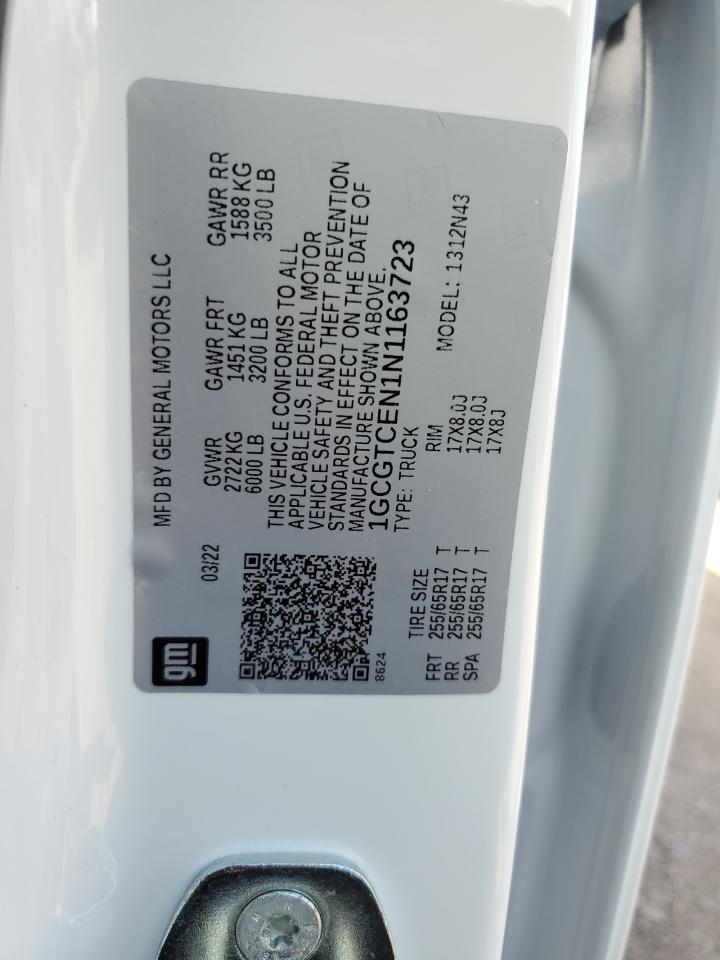 MFD BY GENERAL MOTORS LLC
gm
03/22
GVWR GAWR FRT GAWR RR
2722 KG 1451 KG 1588 KG
6000 LB 3200 LB 3500 LB
THIS VEHICLE CONFORMS TO ALL
APPLICABLE U.S. FEDERAL MOTOR
VEHICLE SAFETY AND THEFT PREVENTION
STANDARDS IN EFFECT ON THE DATE OF
MANUFACTURE SHOWN ABOVE.
1GCGTCEN1N1163723
8624
TYPE: TRUCK MODEL: 1312N43
TIRE SIZE RIM
FRT 255/65R17 T 17X8.0J
RR 255/65R17 T 17X8.0J
SPA 255/65R17 T 17X8J